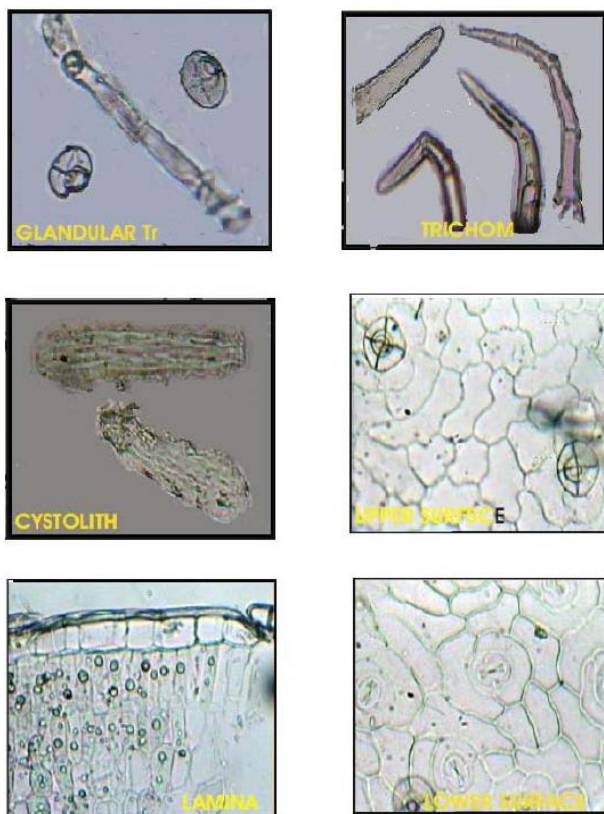 GLANDULAR Tr
TRICHOM
CYSTOLITH
UPPER SURFSCE
LAMINA
LOWER SURFACE